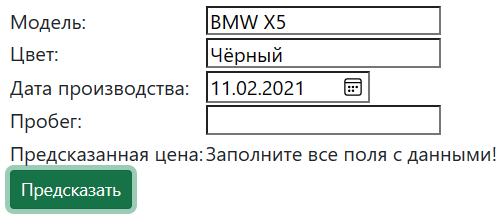 Модель: BMW X5
Цвет: Чёрный
Дата производства: 11.02.2021
Пробег:
Предсказанная цена: Заполните все поля с данными!
Предсказать